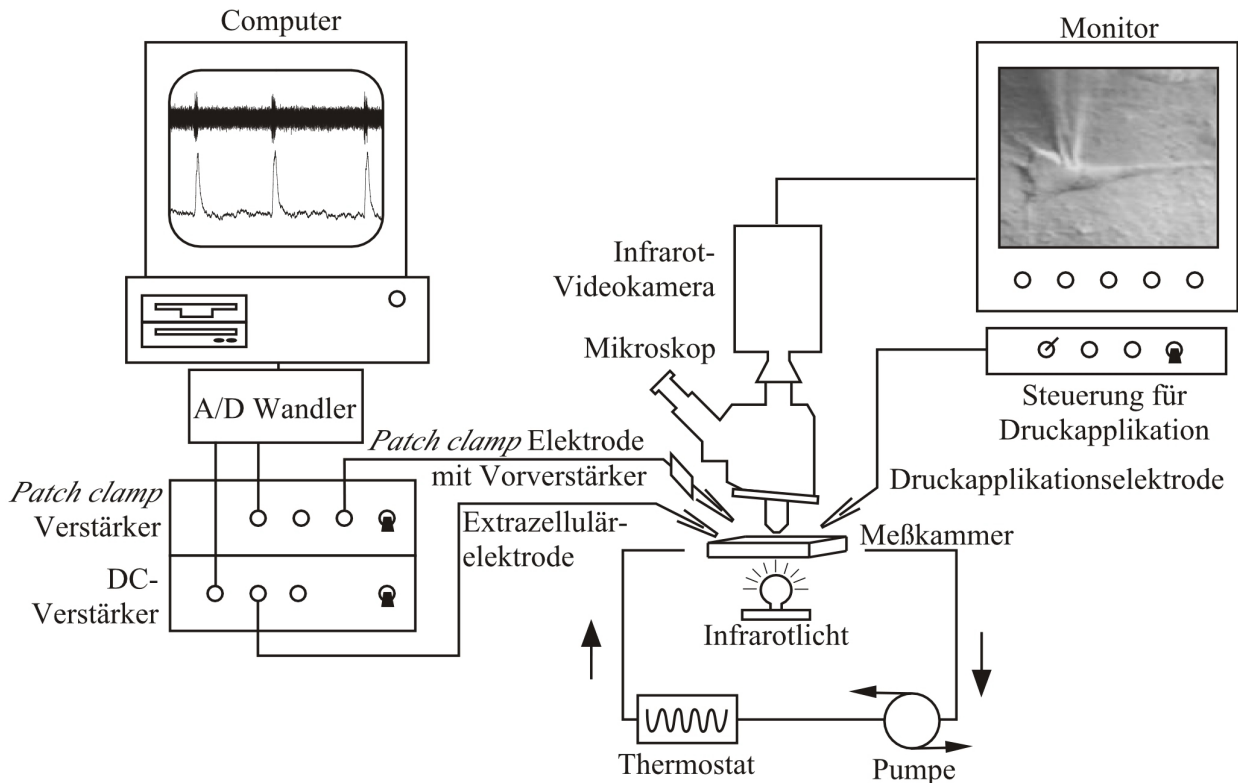 Computer
Monitor
Infrarot-
Videokamera
Mikroskop
A/D Wandler
Steuerung für
Druckapplikation
Patch clamp Elektrode
mit Vorverstärker
Druckapplikationselektrode
Patch clamp
Verstärker
Extrazellulär-
elektrode
Meßkammer
DC-
Verstärker
Infrarotlicht
Thermostat
Pumpe